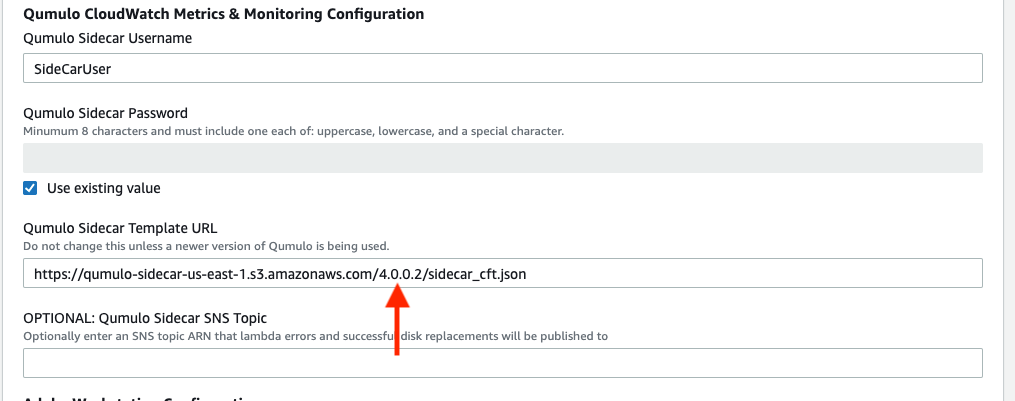 Qumulo CloudWatch Metrics & Monitoring Configuration
Qumulo Sidecar Username
SideCarUser
Qumulo Sidecar Password
Minumum 8 characters and must include one each of: uppercase, lowercase, and a special character.
Use existing value
Qumulo Sidecar Template URL
Do not change this unless a newer version of Qumulo is being used.
https://qumulo-sidecar-us-east-1.s3.amazonaws.com/4.0.0.2/sidecar_cft.json
OPTIONAL: Qumulo Sidecar SNS Topic
Optionally enter an SNS topic ARN that lambda errors and successful disk replacements will be published to